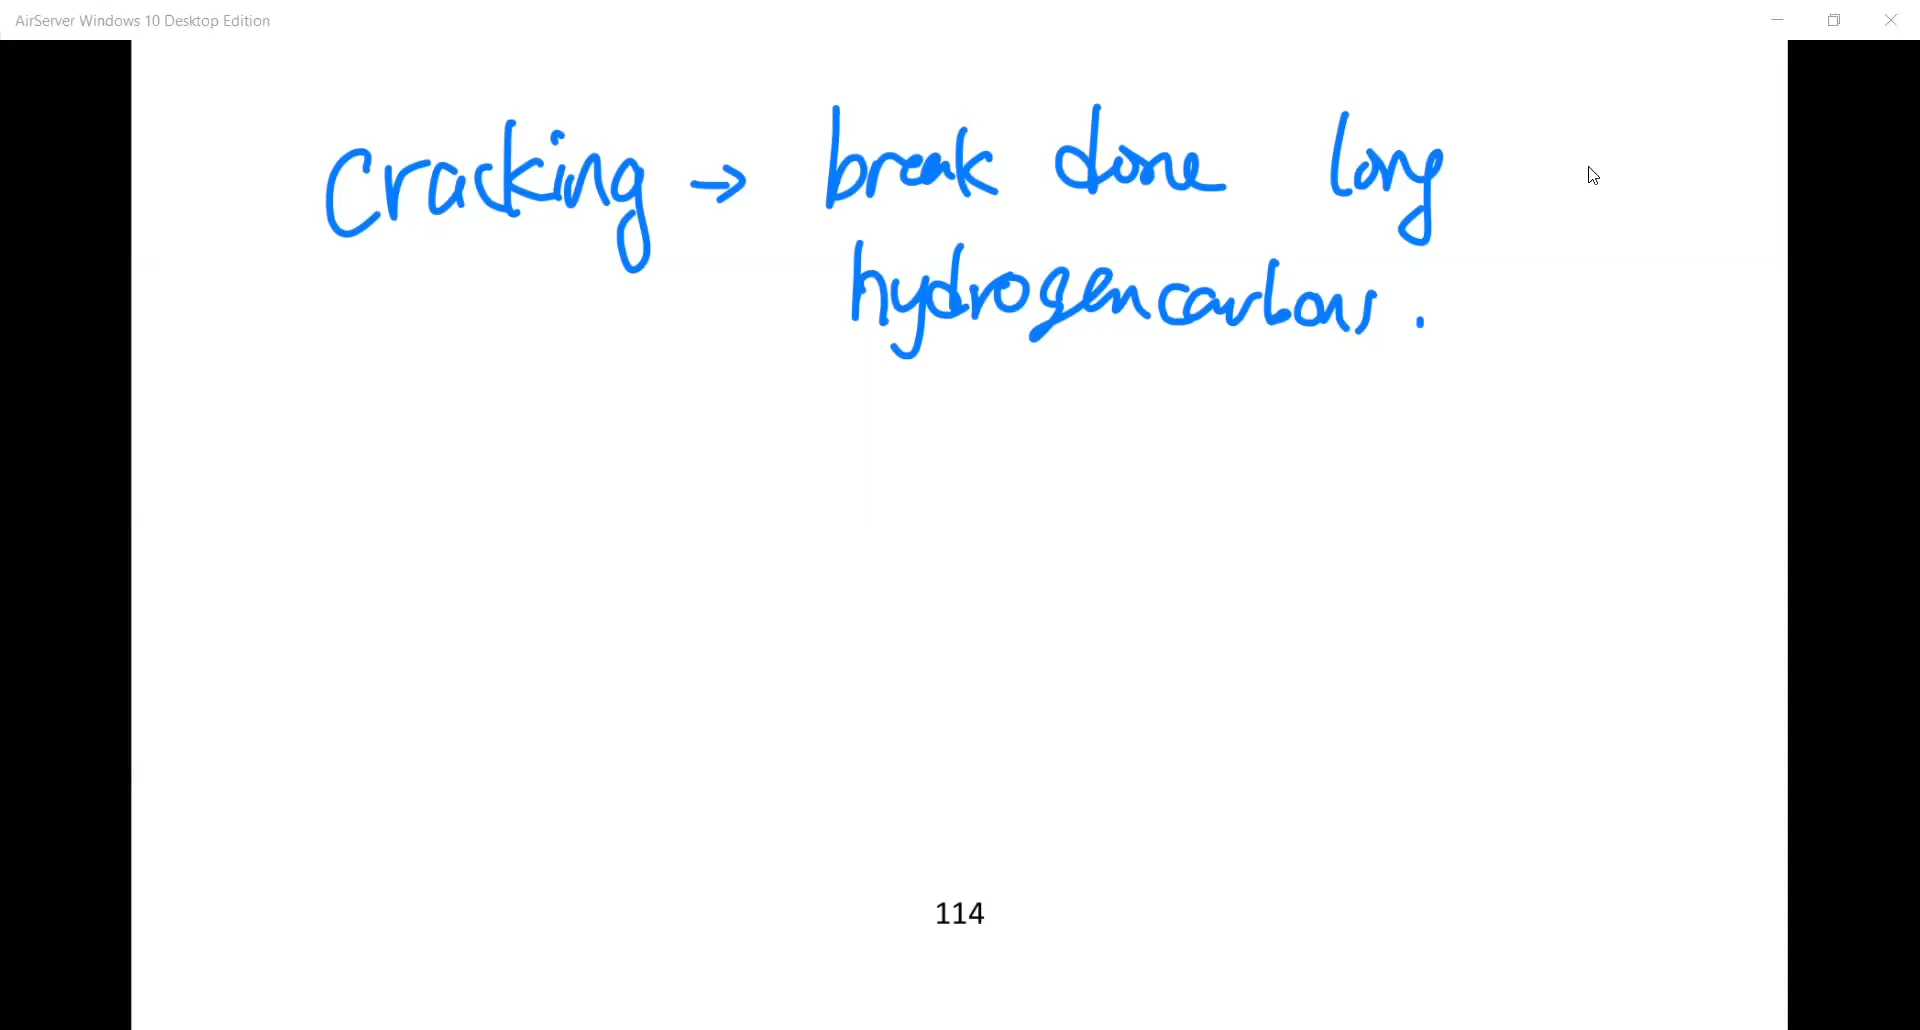 AirServer Windows 10 Desktop Edition
Cracking → break done long
hydrogencarbons.
114